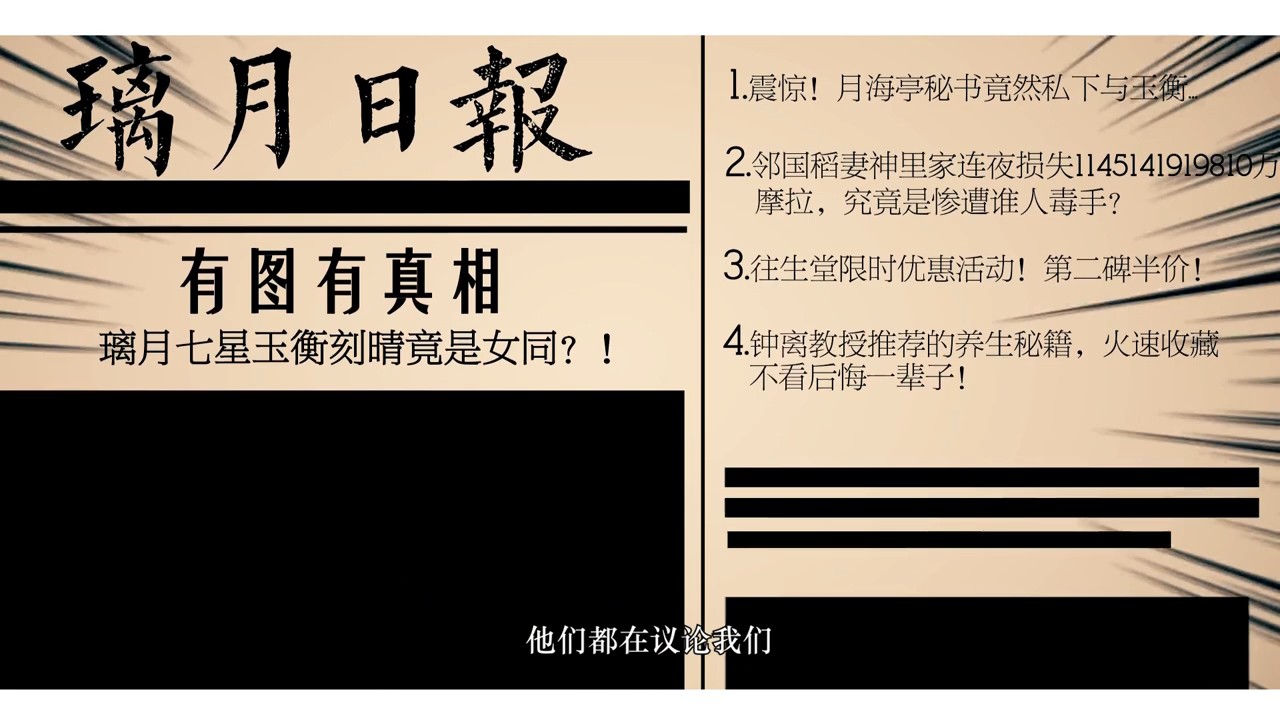 璃月日報
有图有真相
璃月七星玉衡刻晴竟是女同？！
1.震惊！月海亭秘书竟然私下与玉衡...
2.邻国稻妻神里家连夜损失1145141919810万
摩拉，究竟是惨遭谁人毒手？
3.往生堂限时优惠活动！第二碑半价！
4.钟离教授推荐的养生秘籍，火速收藏
不看后悔一辈子！
他们都在议论我们